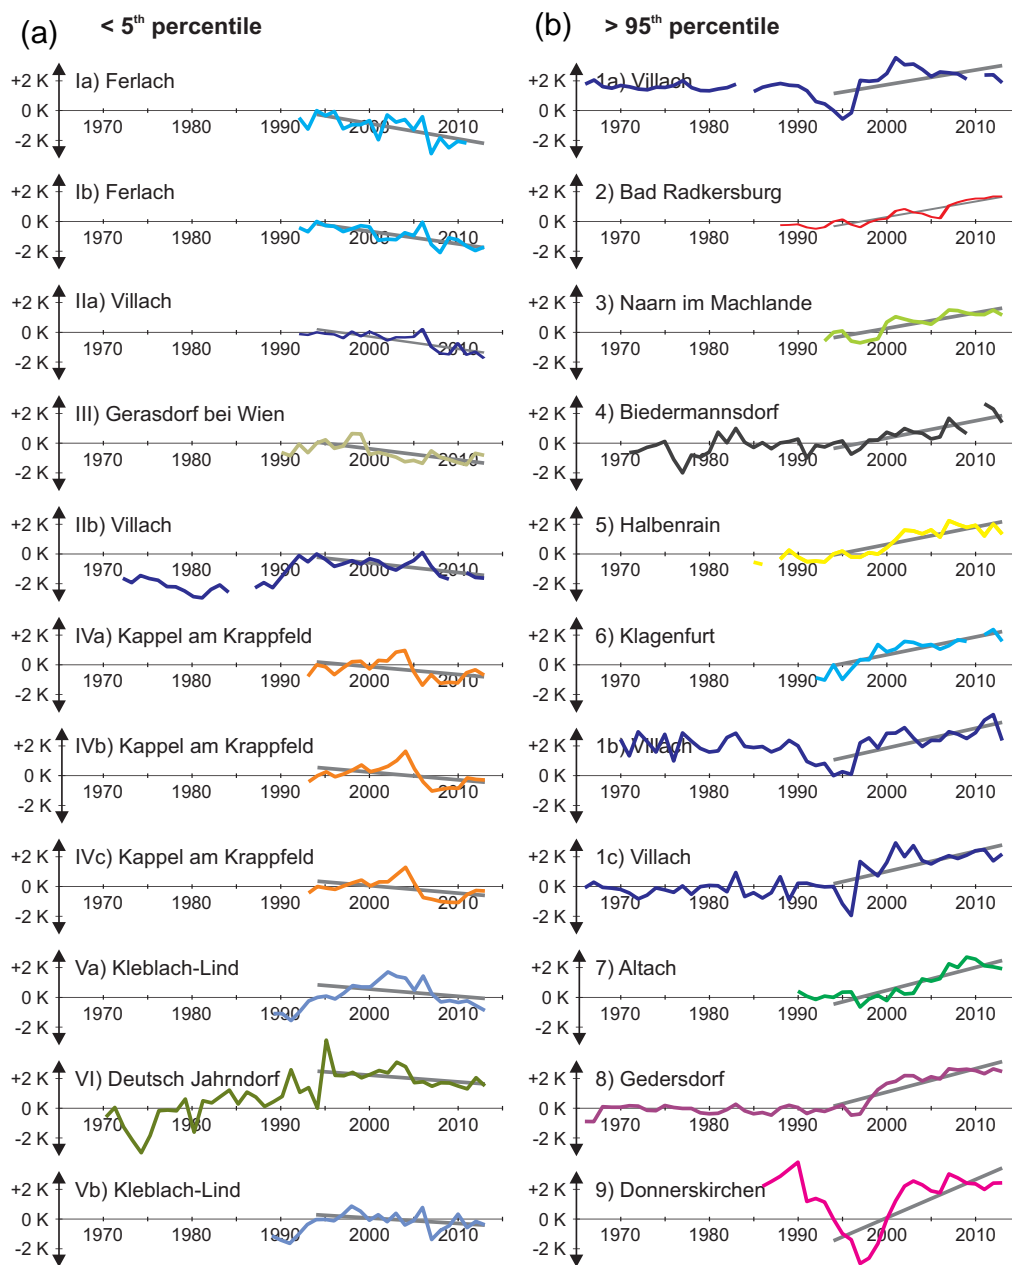 (a) < 5th percentile
+2 K Ia) Ferlach
0 K
1970 1980 1990 2000 2010
-2 K
+2 K Ib) Ferlach
0 K
1970 1980 1990 2000 2010
-2 K
+2 K IIa) Villach
0 K
1970 1980 1990 2000 2010
-2 K
+2 K III) Gerasdorf bei Wien
0 K
1970 1980 1990 2000 2010
-2 K
+2 K IIb) Villach
0 K
1970 1980 1990 2000 2010
-2 K
+2 K IVa) Kappel am Krappfeld
0 K
1970 1980 1990 2000 2010
-2 K
+2 K IVb) Kappel am Krappfeld
0 K
1970 1980 1990 2000 2010
-2 K
+2 K IVc) Kappel am Krappfeld
0 K
1970 1980 1990 2000 2010
-2 K
+2 K Va) Kleblach-Lind
0 K
1970 1980 1990 2000 2010
-2 K
+2 K VI) Deutsch Jahrndorf
0 K
1970 1980 1990 2000 2010
-2 K
+2 K Vb) Kleblach-Lind
0 K
1970 1980 1990 2000 2010
-2 K
(b) > 95th percentile
+2 K 1a) Villach
0 K
1970 1980 1990 2000 2010
-2 K
+2 K 2) Bad Radkersburg
0 K
1970 1980 1990 2000 2010
-2 K
+2 K 3) Naarn im Machlande
0 K
1970 1980 1990 2000 2010
-2 K
+2 K 4) Biedermannsdorf
0 K
1970 1980 1990 2000 2010
-2 K
+2 K 5) Halbenrain
0 K
1970 1980 1990 2000 2010
-2 K
+2 K 6) Klagenfurt
0 K
1970 1980 1990 2000 2010
-2 K
+2 K 1b) Villach
0 K
1970 1980 1990 2000 2010
-2 K
+2 K 1c) Villach
0 K
1970 1980 1990 2000 2010
-2 K
+2 K 7) Altach
0 K
1970 1980 1990 2000 2010
-2 K
+2 K 8) Gedersdorf
0 K
1970 1980 1990 2000 2010
-2 K
+2 K 9) Donnerskirchen
0 K
1970 1980 1990 2000 2010
-2 K